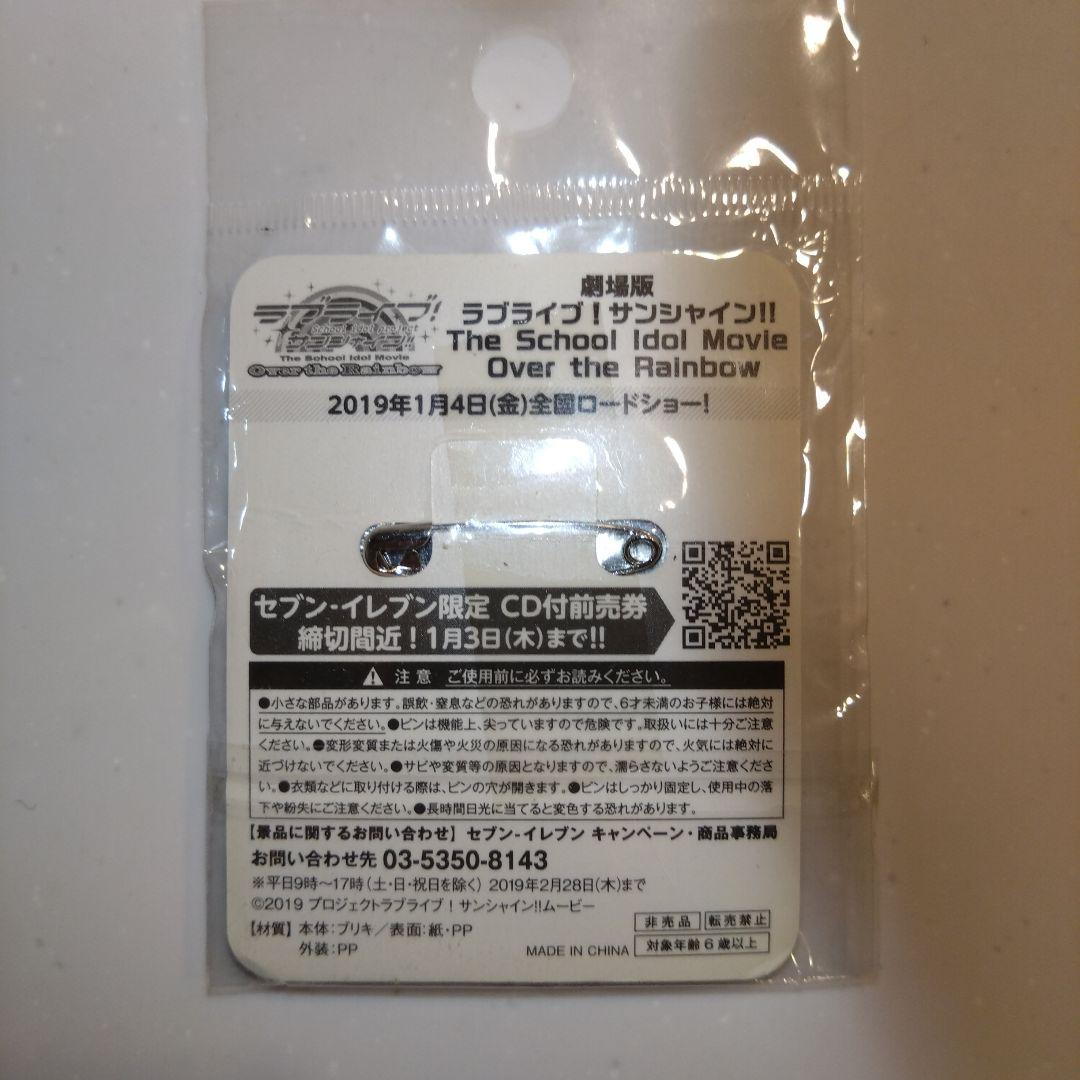 ラブライブ!
School idol project
サンシャイン!!
The School Idol Movie
Over the Rainbow
劇場版
ラブライブ!サンシャイン!!
The School Idol Movie
Over the Rainbow
2019年1月4日(金)全国ロードショー!
セブン-イレブン限定 CD付前売券
締切間近!1月3日(木)まで!!
注意 ご使用前に必ずお読みください。
●小さな部品があります。誤飲・窒息などの恐れがありますので、6才未満のお子様には絶対
に与えないでください。●ピンは機能上、尖っていますので危険です。取扱いには十分ご注意
ください。●変形変質または火傷や火災の原因になる恐れがありますので、火気には絶対に
近づけないでください。●サビや変質等の原因となりますので、濡らさないようご注意くださ
い。●衣類などに取り付ける際は、ピンの穴が開きます。●ピンはしっかり固定し、使用中の落
下や紛失にご注意ください。●長時間日光に当てると変色する恐れがあります。
【景品に関するお問い合わせ】セブン-イレブン キャンペーン・商品事務局
お問い合わせ先 03-5350-8143
※平日9時〜17時(土・日・祝日を除く) 2019年2月28日(木)まで
©2019 プロジェクトラブライブ!サンシャイン!!ムービー
【材質】本体:ブリキ/表面:紙・PP
外装:PP
MADE IN CHINA
非売品
転売禁止
対象年齢6歳以上